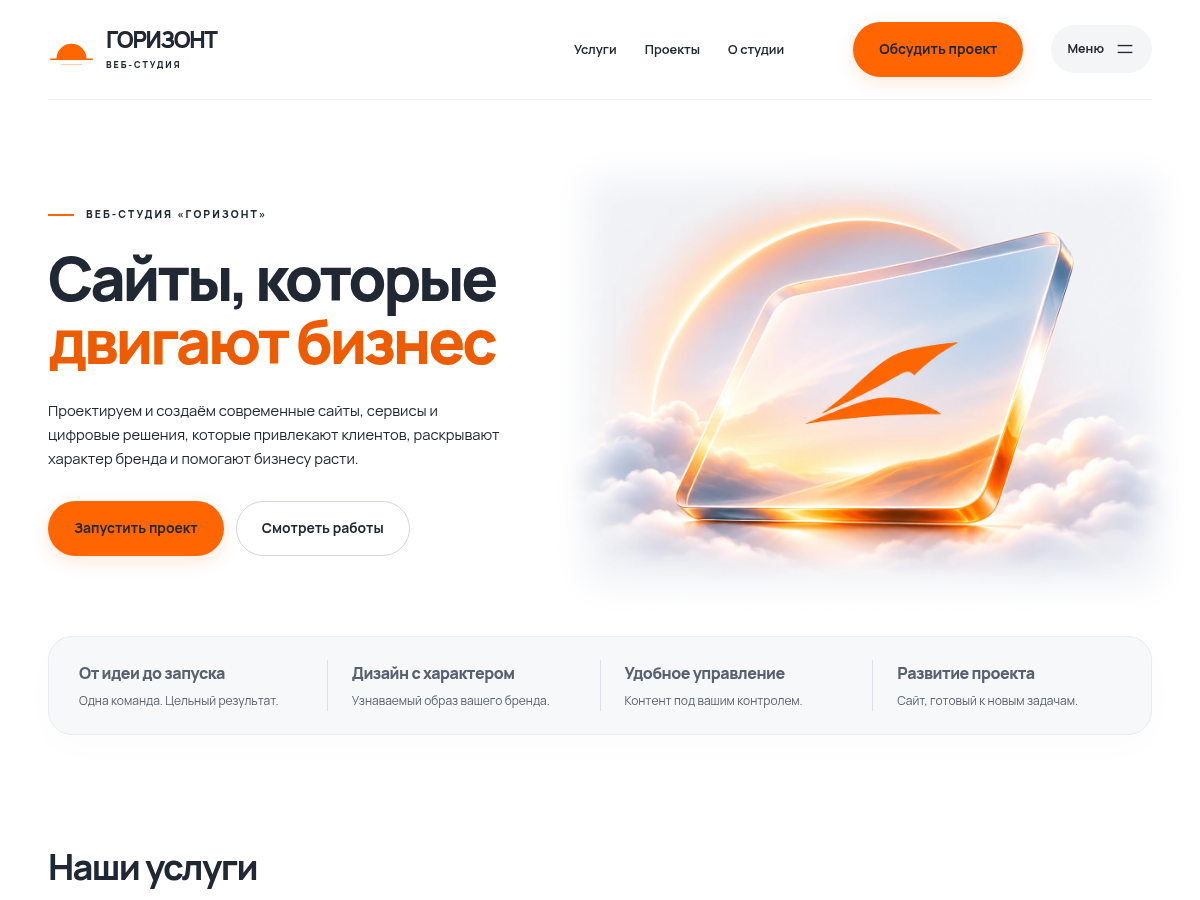 ГОРИЗОНТ
ВЕБ-СТУДИЯ
Услуги
Проекты
О студии
Обсудить проект
Меню
ВЕБ-СТУДИЯ «ГОРИЗОНТ»
Сайты, которые
двигают бизнес
Проектируем и создаём современные сайты, сервисы и
цифровые решения, которые привлекают клиентов, раскрывают
характер бренда и помогают бизнесу расти.
Запустить проект
Смотреть работы
От идеи до запуска
Одна команда. Цельный результат.
Дизайн с характером
Узнаваемый образ вашего бренда.
Удобное управление
Контент под вашим контролем.
Развитие проекта
Сайт, готовый к новым задачам.
Наши услуги